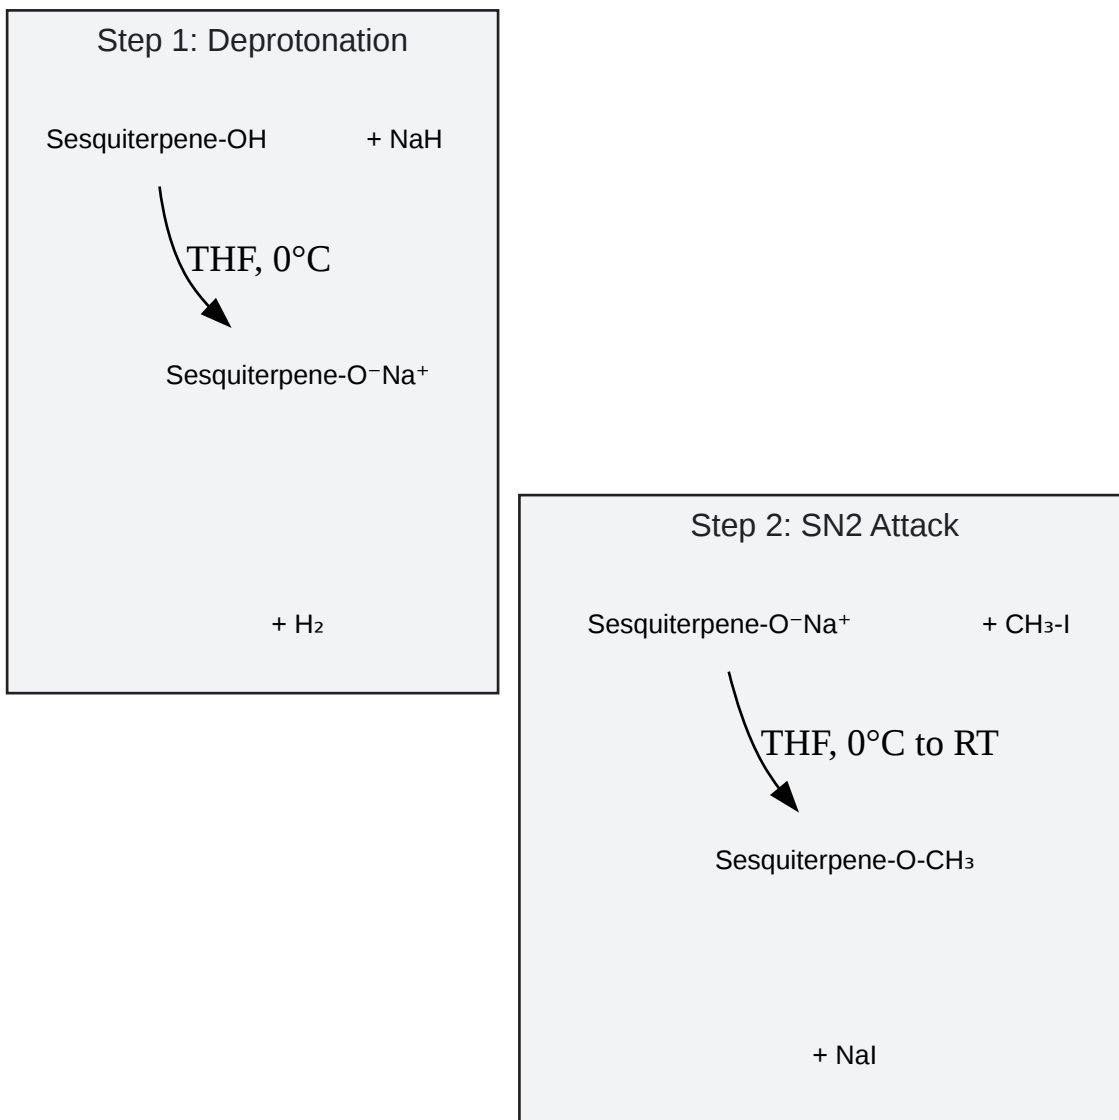 Step 1: Deprotonation
Sesquiterpene-OH + NaH
THF, 0°C
Sesquiterpene-O⁻Na⁺
+ H₂
Step 2: SN2 Attack
Sesquiterpene-O⁻Na⁺ + CH₃-I
THF, 0°C to RT
Sesquiterpene-O-CH₃
+ NaI